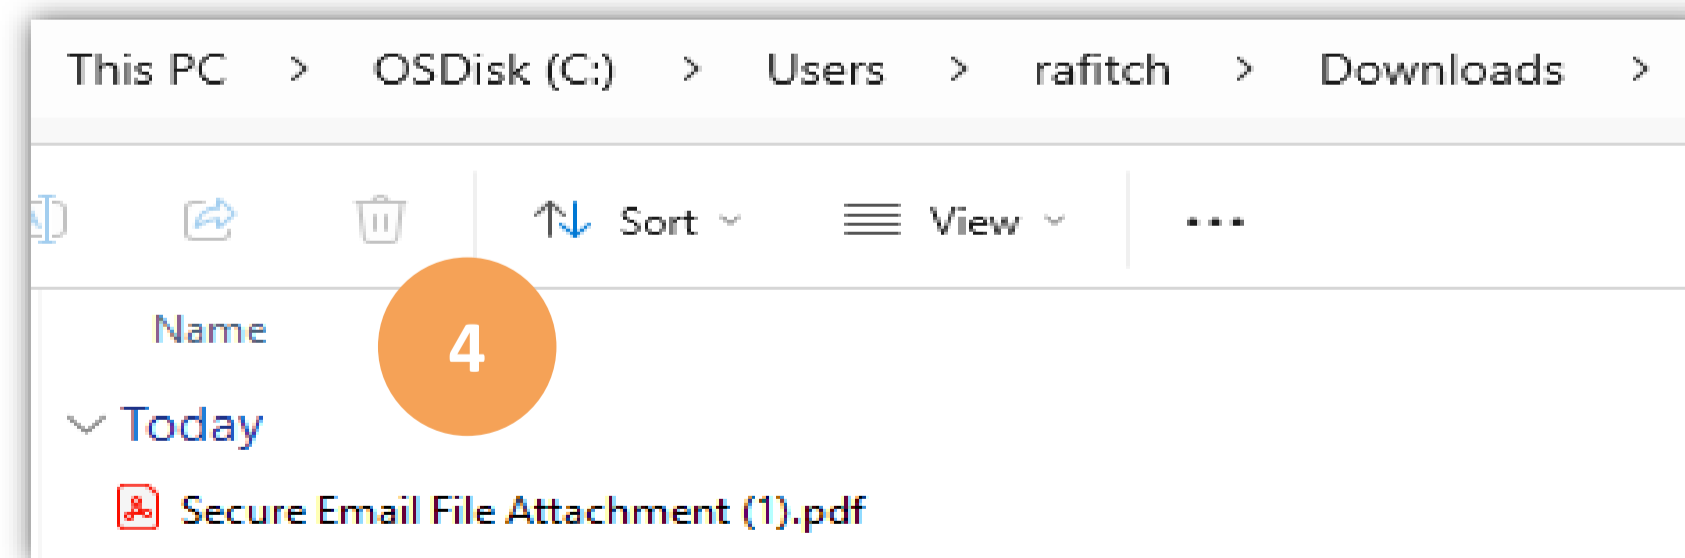 This PC > OSDisk (C:) > Users > rafitch > Downloads >
Sort View ...
Name
4
Today
Secure Email File Attachment (1).pdf